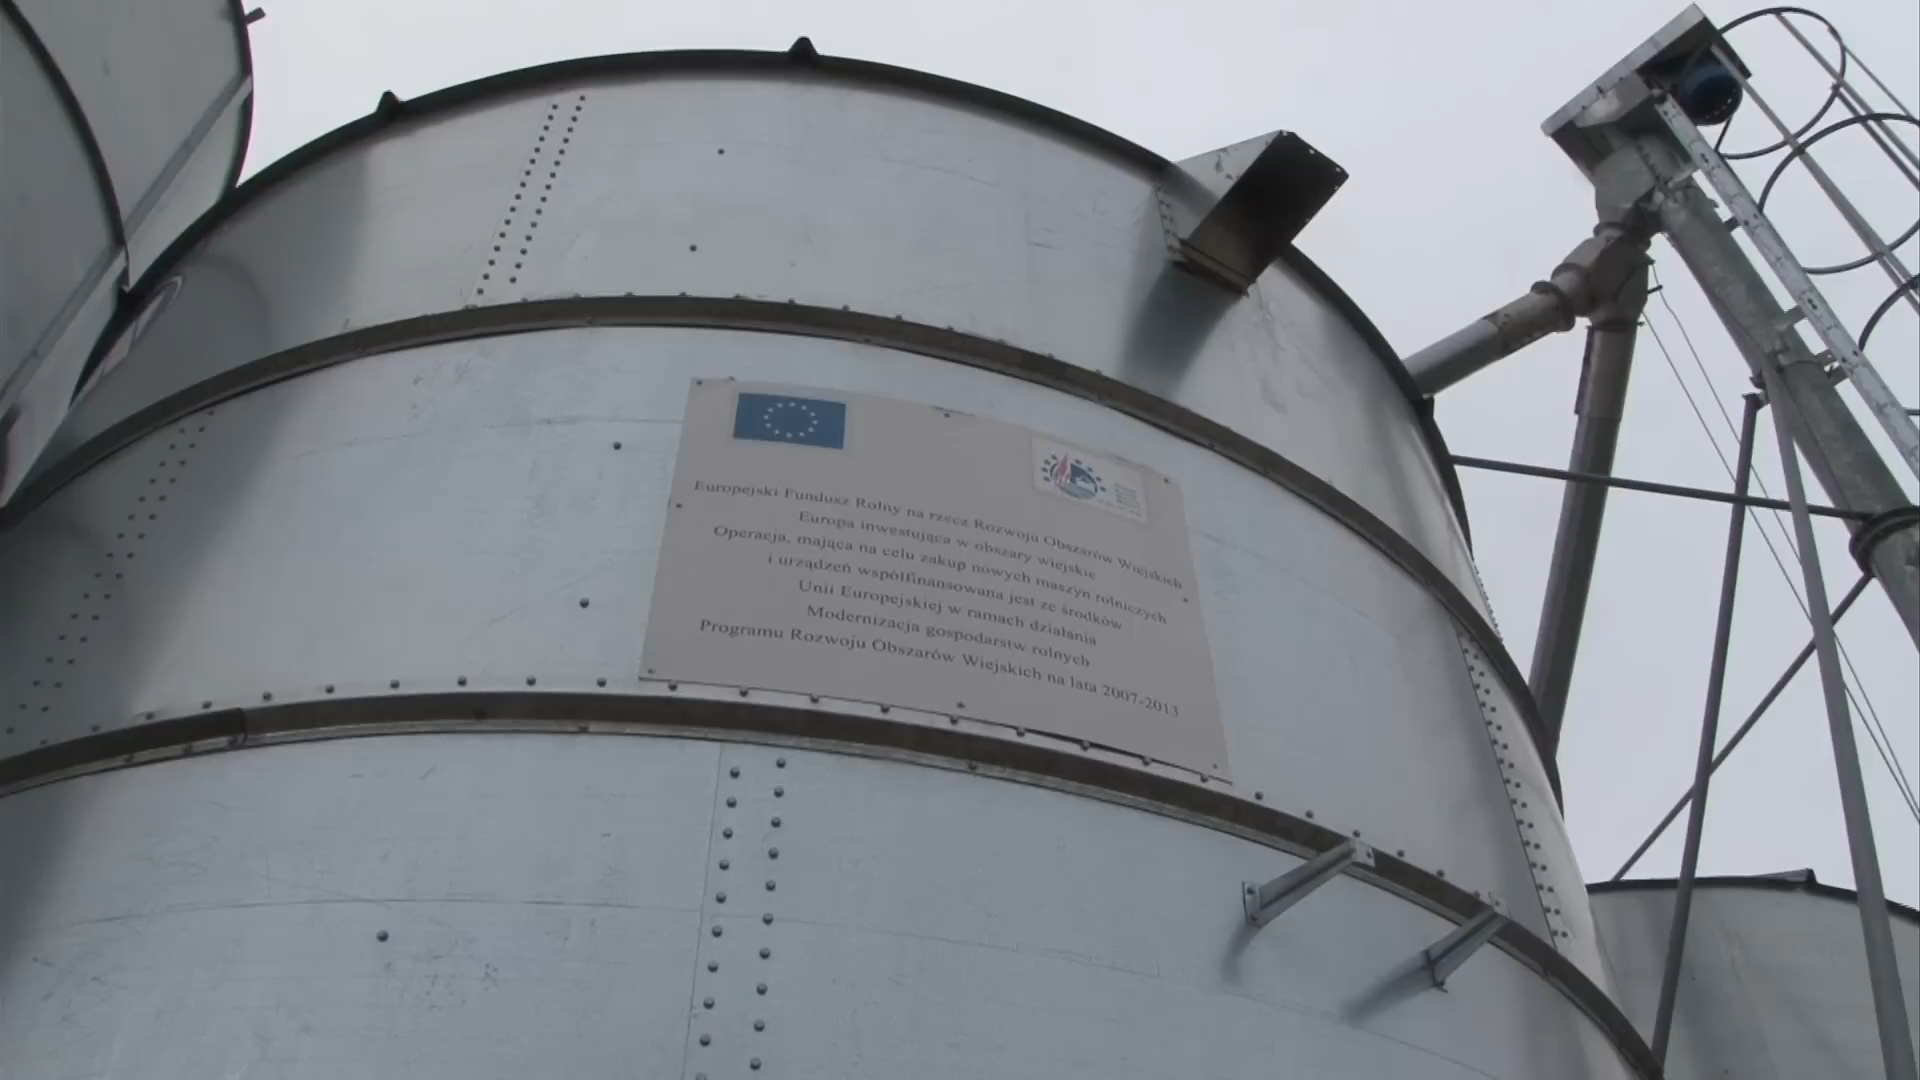 Europejski Fundusz Rolny na rzecz Rozwoju Obszarów Wiejskich
Europa inwestująca w obszary wiejskie
Operacja, mająca na celu zakup nowych maszyn rolniczych
i urządzeń współfinansowana jest ze środków
Unii Europejskiej w ramach działania
Modernizacja gospodarstw rolnych
Programu Rozwoju Obszarów Wiejskich na lata 2007-2013